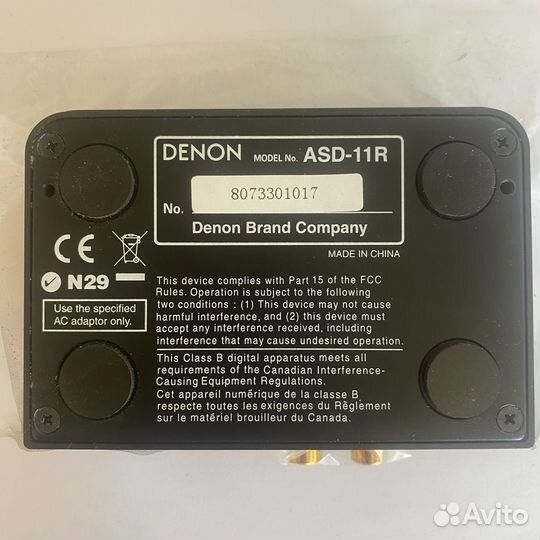 DENON MODEL No. ASD-11R
No. 8073301017
Denon Brand Company
MADE IN CHINA
CE
N29
Use the specified
AC adaptor only.
This device complies with Part 15 of the FCC
Rules. Operation is subject to the following
two conditions : (1) This device may not cause
harmful interference, and (2) this device must
accept any interference received, including
interference that may cause undesired operation.
This Class B digital apparatus meets all
requirements of the Canadian Interference-
Causing Equipment Regulations.
Cet appareil numérique de la classe B
respecte toutes les exigences du Règlement
sur le matériel brouilleur du Canada.
Avito